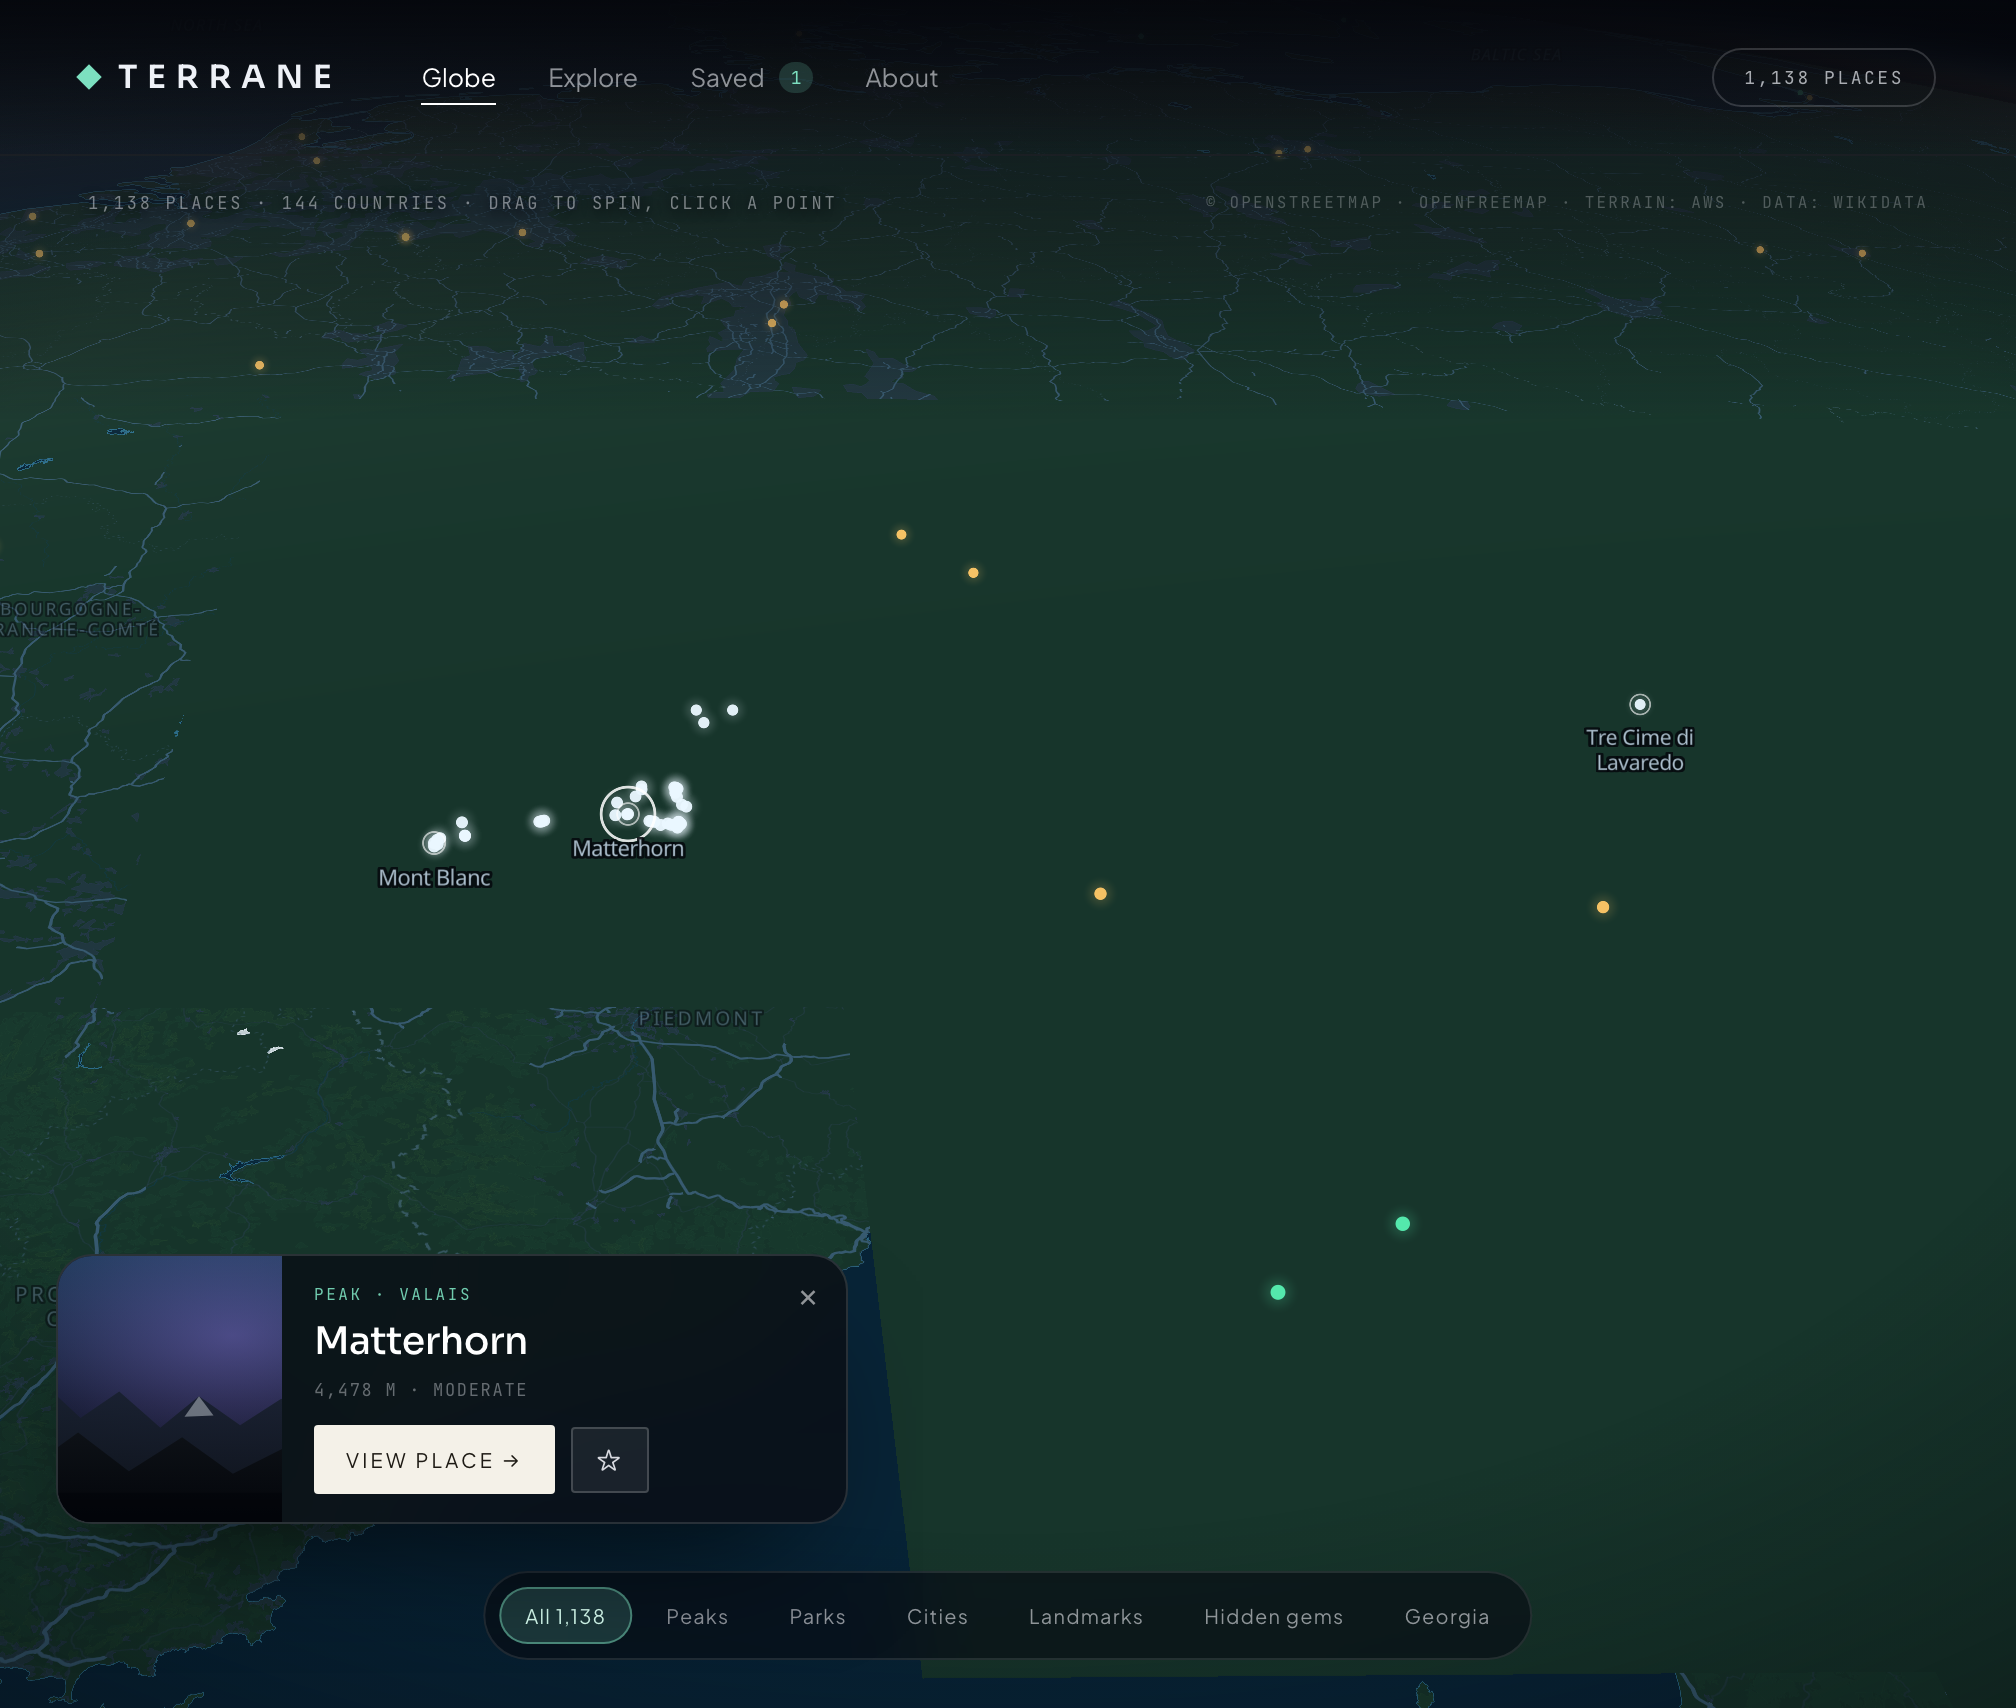 TERRANE
Globe
Explore
Saved 1
About
1,138 PLACES
1,138 PLACES · 144 COUNTRIES · DRAG TO SPIN, CLICK A POINT
© OPENSTREETMAP · OPENFREEMAP · TERRAIN: AWS · DATA: WIKIDATA
BOURGOGNE-
RANCHE-COMTÉ
Tre Cime di
Lavaredo
Matterhorn
Mont Blanc
PIEDMONT
PEAK · VALAIS
Matterhorn
4,478 M · MODERATE
VIEW PLACE →
All 1,138
Peaks
Parks
Cities
Landmarks
Hidden gems
Georgia